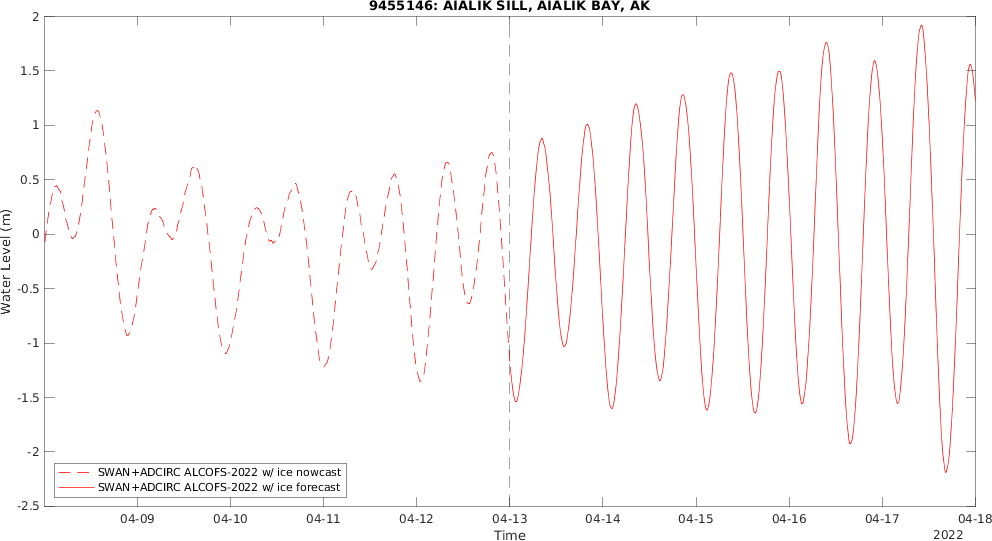 9455146: AIALIK SILL, AIALIK BAY, AK
2
1.5
1
0.5
0
-0.5
-1
-1.5
-2
-2.5
Water Level (m)
SWAN+ADCIRC ALCOFS-2022 w/ ice nowcast
SWAN+ADCIRC ALCOFS-2022 w/ ice forecast
04-09 04-10 04-11 04-12 04-13 04-14 04-15 04-16 04-17 04-18
Time
2022